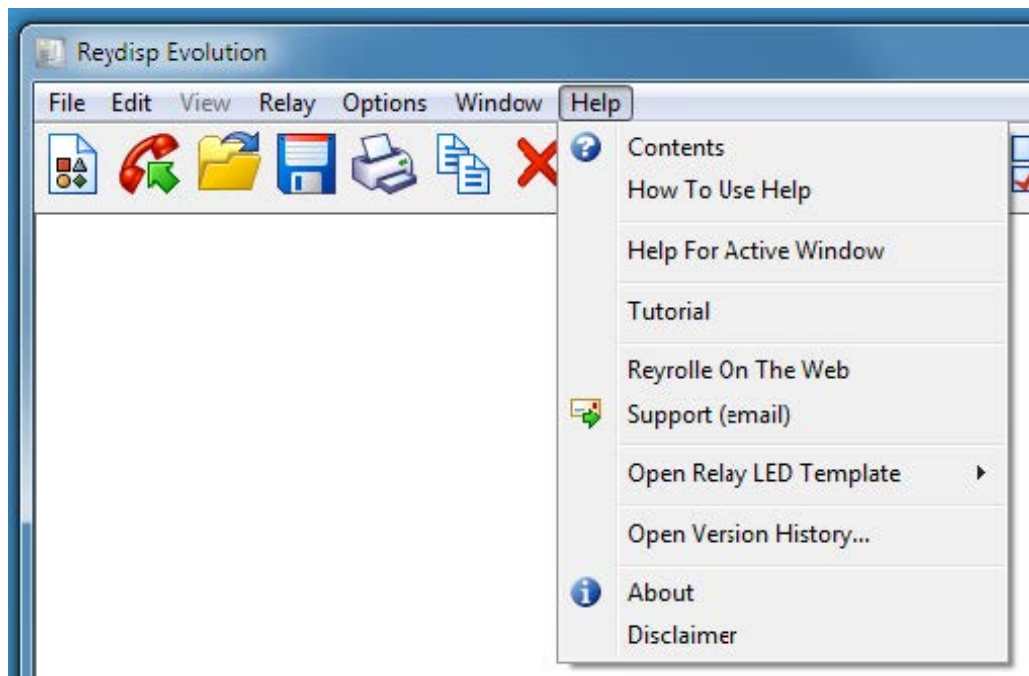 Reydisp Evolution
File Edit View Relay Options Window Help
Contents
How To Use Help
Help For Active Window
Tutorial
Reyrolle On The Web
Support (email)
Open Relay LED Template
Open Version History...
About
Disclaimer